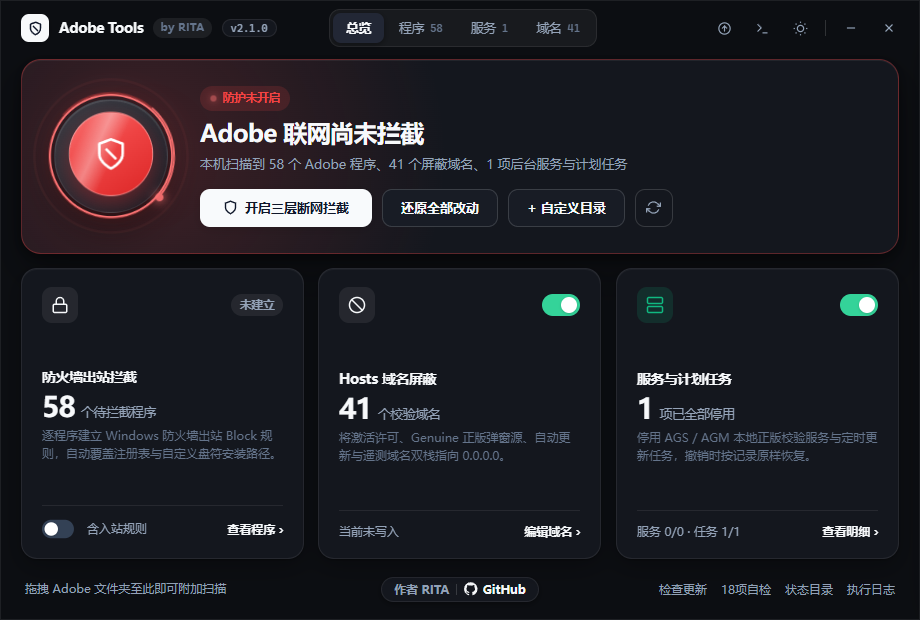 Adobe Tools by RITA v2.1.0 总览 程序 58 服务 1 域名 41
防护未开启
Adobe 联网尚未拦截
本机扫描到 58 个 Adobe 程序、41 个屏蔽域名、1 项后台服务与计划任务
开启三层断网拦截 还原全部改动 + 自定义目录
未建立
防火墙出站拦截
58 个待拦截程序
逐程序建立 Windows 防火墙出站 Block 规
则，自动覆盖注册表与自定义盘符安装路径。
含入站规则 查看程序 ›
Hosts 域名屏蔽
41 个校验域名
将激活许可、Genuine 正版弹窗源、自动更
新与遥测域名双栈指向 0.0.0.0。
当前未写入 编辑域名 ›
服务与计划任务
1 项已全部停用
停用 AGS / AGM 本地正版校验服务与定时更
新任务，撤销时按记录原样恢复。
服务 0/0 · 任务 1/1 查看明细 ›
拖拽 Adobe 文件夹至此即可附加扫描 作者 RITA GitHub 检查更新 18项自检 状态目录 执行日志